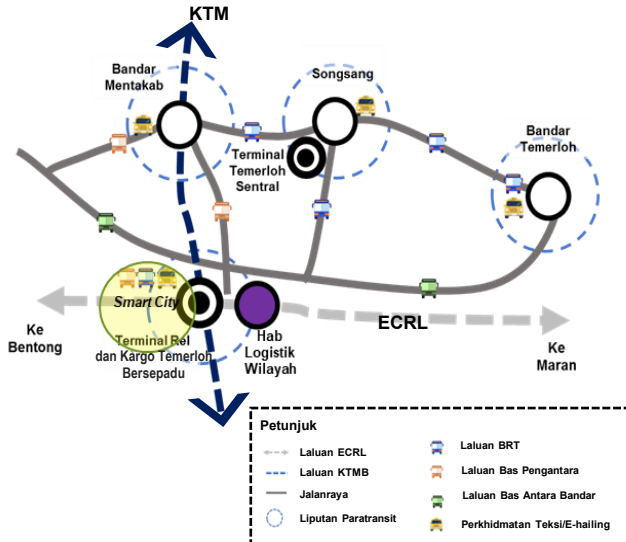 KTM
Bandar
Mentakab
Songsang
Bandar
Temerloh
Terminal
Temerloh
Sentral
Smart City
Terminal Rel
dan Kargo Temerloh
Bersepadu
Hab
Logistik
Wilayah
ECRL
Ke
Bentong
Ke
Maran
Petunjuk
Laluan ECRL
Laluan KTMB
Jalanraya
Liputan Paratransit
Laluan BRT
Laluan Bas Pengantara
Laluan Bas Antara Bandar
Perkhidmatan Teksi/E-hailing